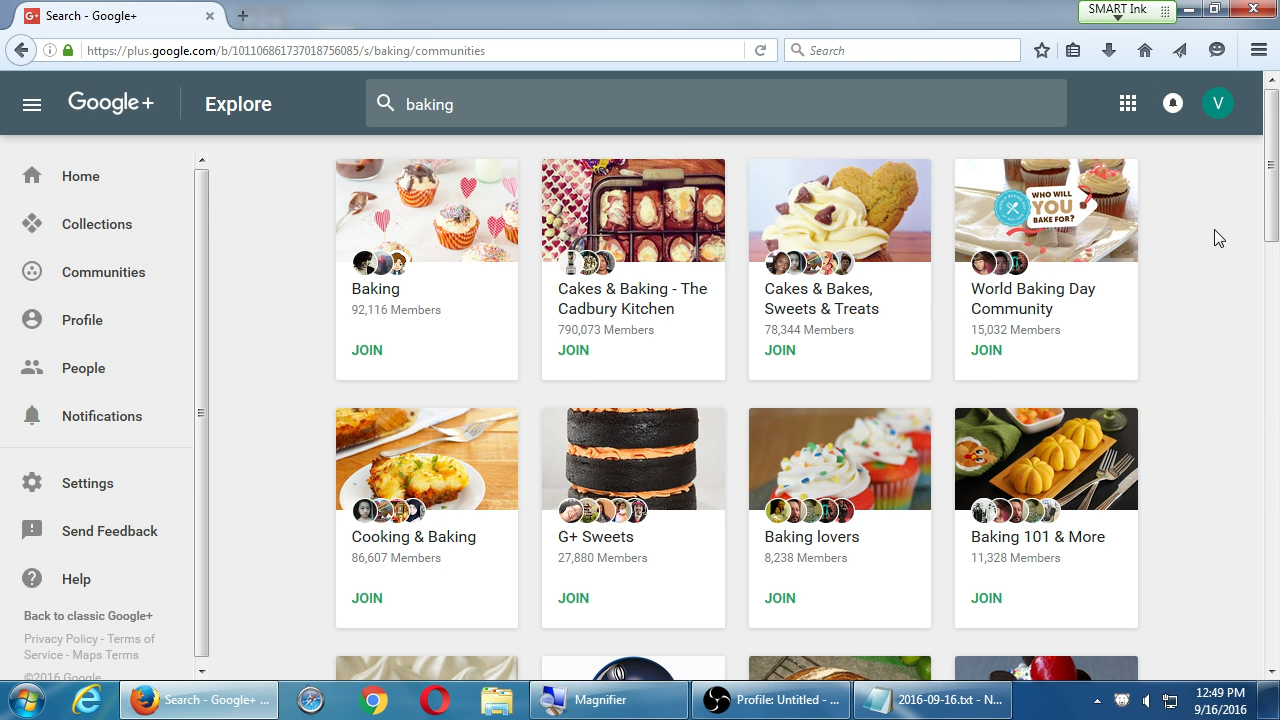 Search - Google+
SMART Ink
https://plus.google.com/b/101106861737018756085/s/baking/communities
Search
Google+
Explore
baking
V
Home
Collections
Communities
Profile
People
Notifications
Settings
Send Feedback
Help
Back to classic Google+
Privacy Policy - Terms of
Service - Maps Terms
©2016 Google
Baking
92,116 Members
JOIN
Cakes & Baking - The
Cadbury Kitchen
790,073 Members
JOIN
Cakes & Bakes,
Sweets & Treats
78,344 Members
JOIN
WHO WILL
YOU
BAKE FOR?
World Baking Day
Community
15,032 Members
JOIN
Cooking & Baking
86,607 Members
JOIN
G+ Sweets
27,880 Members
JOIN
Baking lovers
8,238 Members
JOIN
Baking 101 & More
11,328 Members
JOIN
Search - Google+ ...
Magnifier
Profile: Untitled - ...
2016-09-16.txt - N...
12:49 PM
9/16/2016